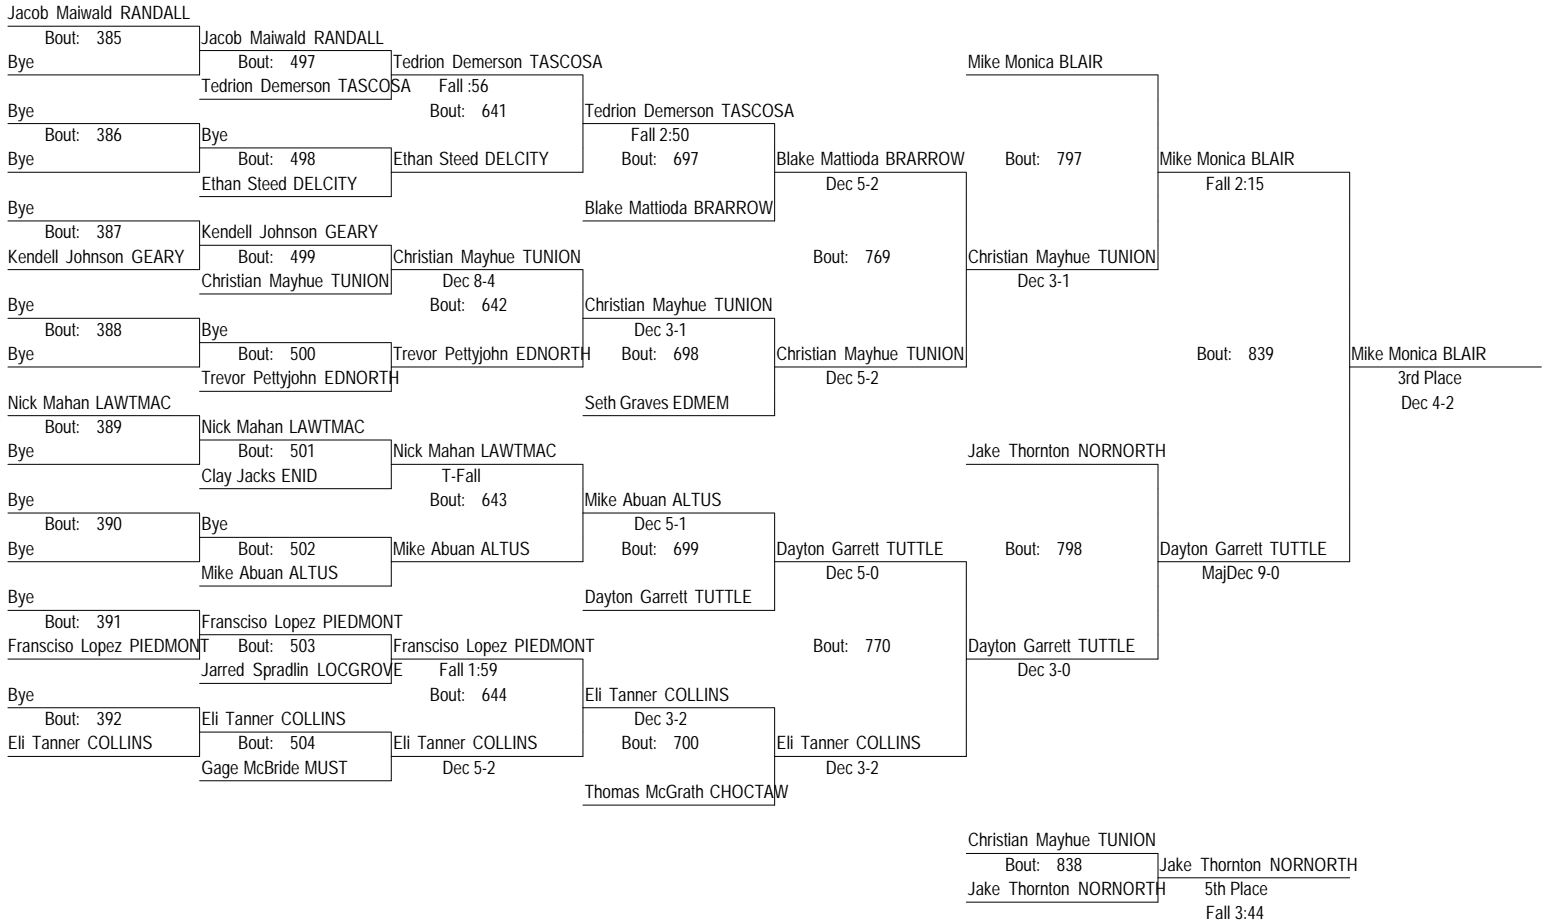 Jacob Maiwald RANDALL
Bout: 385
Bye
Bye
Bout: 386
Bye
Bye
Bout: 387
Kendell Johnson GEARY
Bye
Bout: 388
Bye
Nick Mahan LAWTMAC
Bout: 389
Bye
Bye
Bout: 390
Bye
Bye
Bout: 391
Fransciso Lopez PIEDMONT
Bye
Bout: 392
Eli Tanner COLLINS
Jacob Maiwald RANDALL
Bout: 497
Tedrion Demerson TASCOSA
Bye
Bout: 498
Ethan Steed DELCITY
Kendell Johnson GEARY
Bout: 499
Christian Mayhue TUNION
Bye
Bout: 500
Trevor Pettyjohn EDNORTH
Nick Mahan LAWTMAC
Bout: 501
Clay Jacks ENID
Bye
Bout: 502
Mike Abuan ALTUS
Fransciso Lopez PIEDMONT
Bout: 503
Jarred Spradlin LOCGROVE
Eli Tanner COLLINS
Bout: 504
Gage McBride MUST
Tedrion Demerson TASCOSA
Fall :56
Bout: 641
Ethan Steed DELCITY
Christian Mayhue TUNION
Dec 8-4
Bout: 642
Trevor Pettyjohn EDNORTH
Nick Mahan LAWTMAC
T-Fall
Bout: 643
Mike Abuan ALTUS
Fransciso Lopez PIEDMONT
Fall 1:59
Bout: 644
Eli Tanner COLLINS
Dec 5-2
Tedrion Demerson TASCOSA
Fall 2:50
Bout: 697
Blake Mattioda BRARROW
Christian Mayhue TUNION
Dec 3-1
Bout: 698
Seth Graves EDMEM
Mike Abuan ALTUS
Dec 5-1
Bout: 699
Dayton Garrett TUTTLE
Eli Tanner COLLINS
Dec 3-2
Bout: 700
Thomas McGrath CHOCTAW
Blake Mattioda BRARROW
Dec 5-2
Bout: 769
Christian Mayhue TUNION
Dec 5-2
Dayton Garrett TUTTLE
Dec 5-0
Bout: 770
Eli Tanner COLLINS
Dec 3-2
Mike Monica BLAIR
Bout: 797
Christian Mayhue TUNION
Dec 3-1
Jake Thornton NORNORTH
Bout: 798
Dayton Garrett TUTTLE
Dec 3-0
Mike Monica BLAIR
Fall 2:15
Bout: 839
Dayton Garrett TUTTLE
MajDec 9-0
Mike Monica BLAIR
3rd Place
Dec 4-2
Christian Mayhue TUNION
Bout: 838
Jake Thornton NORNORTH
Jake Thornton NORNORTH
5th Place
Fall 3:44